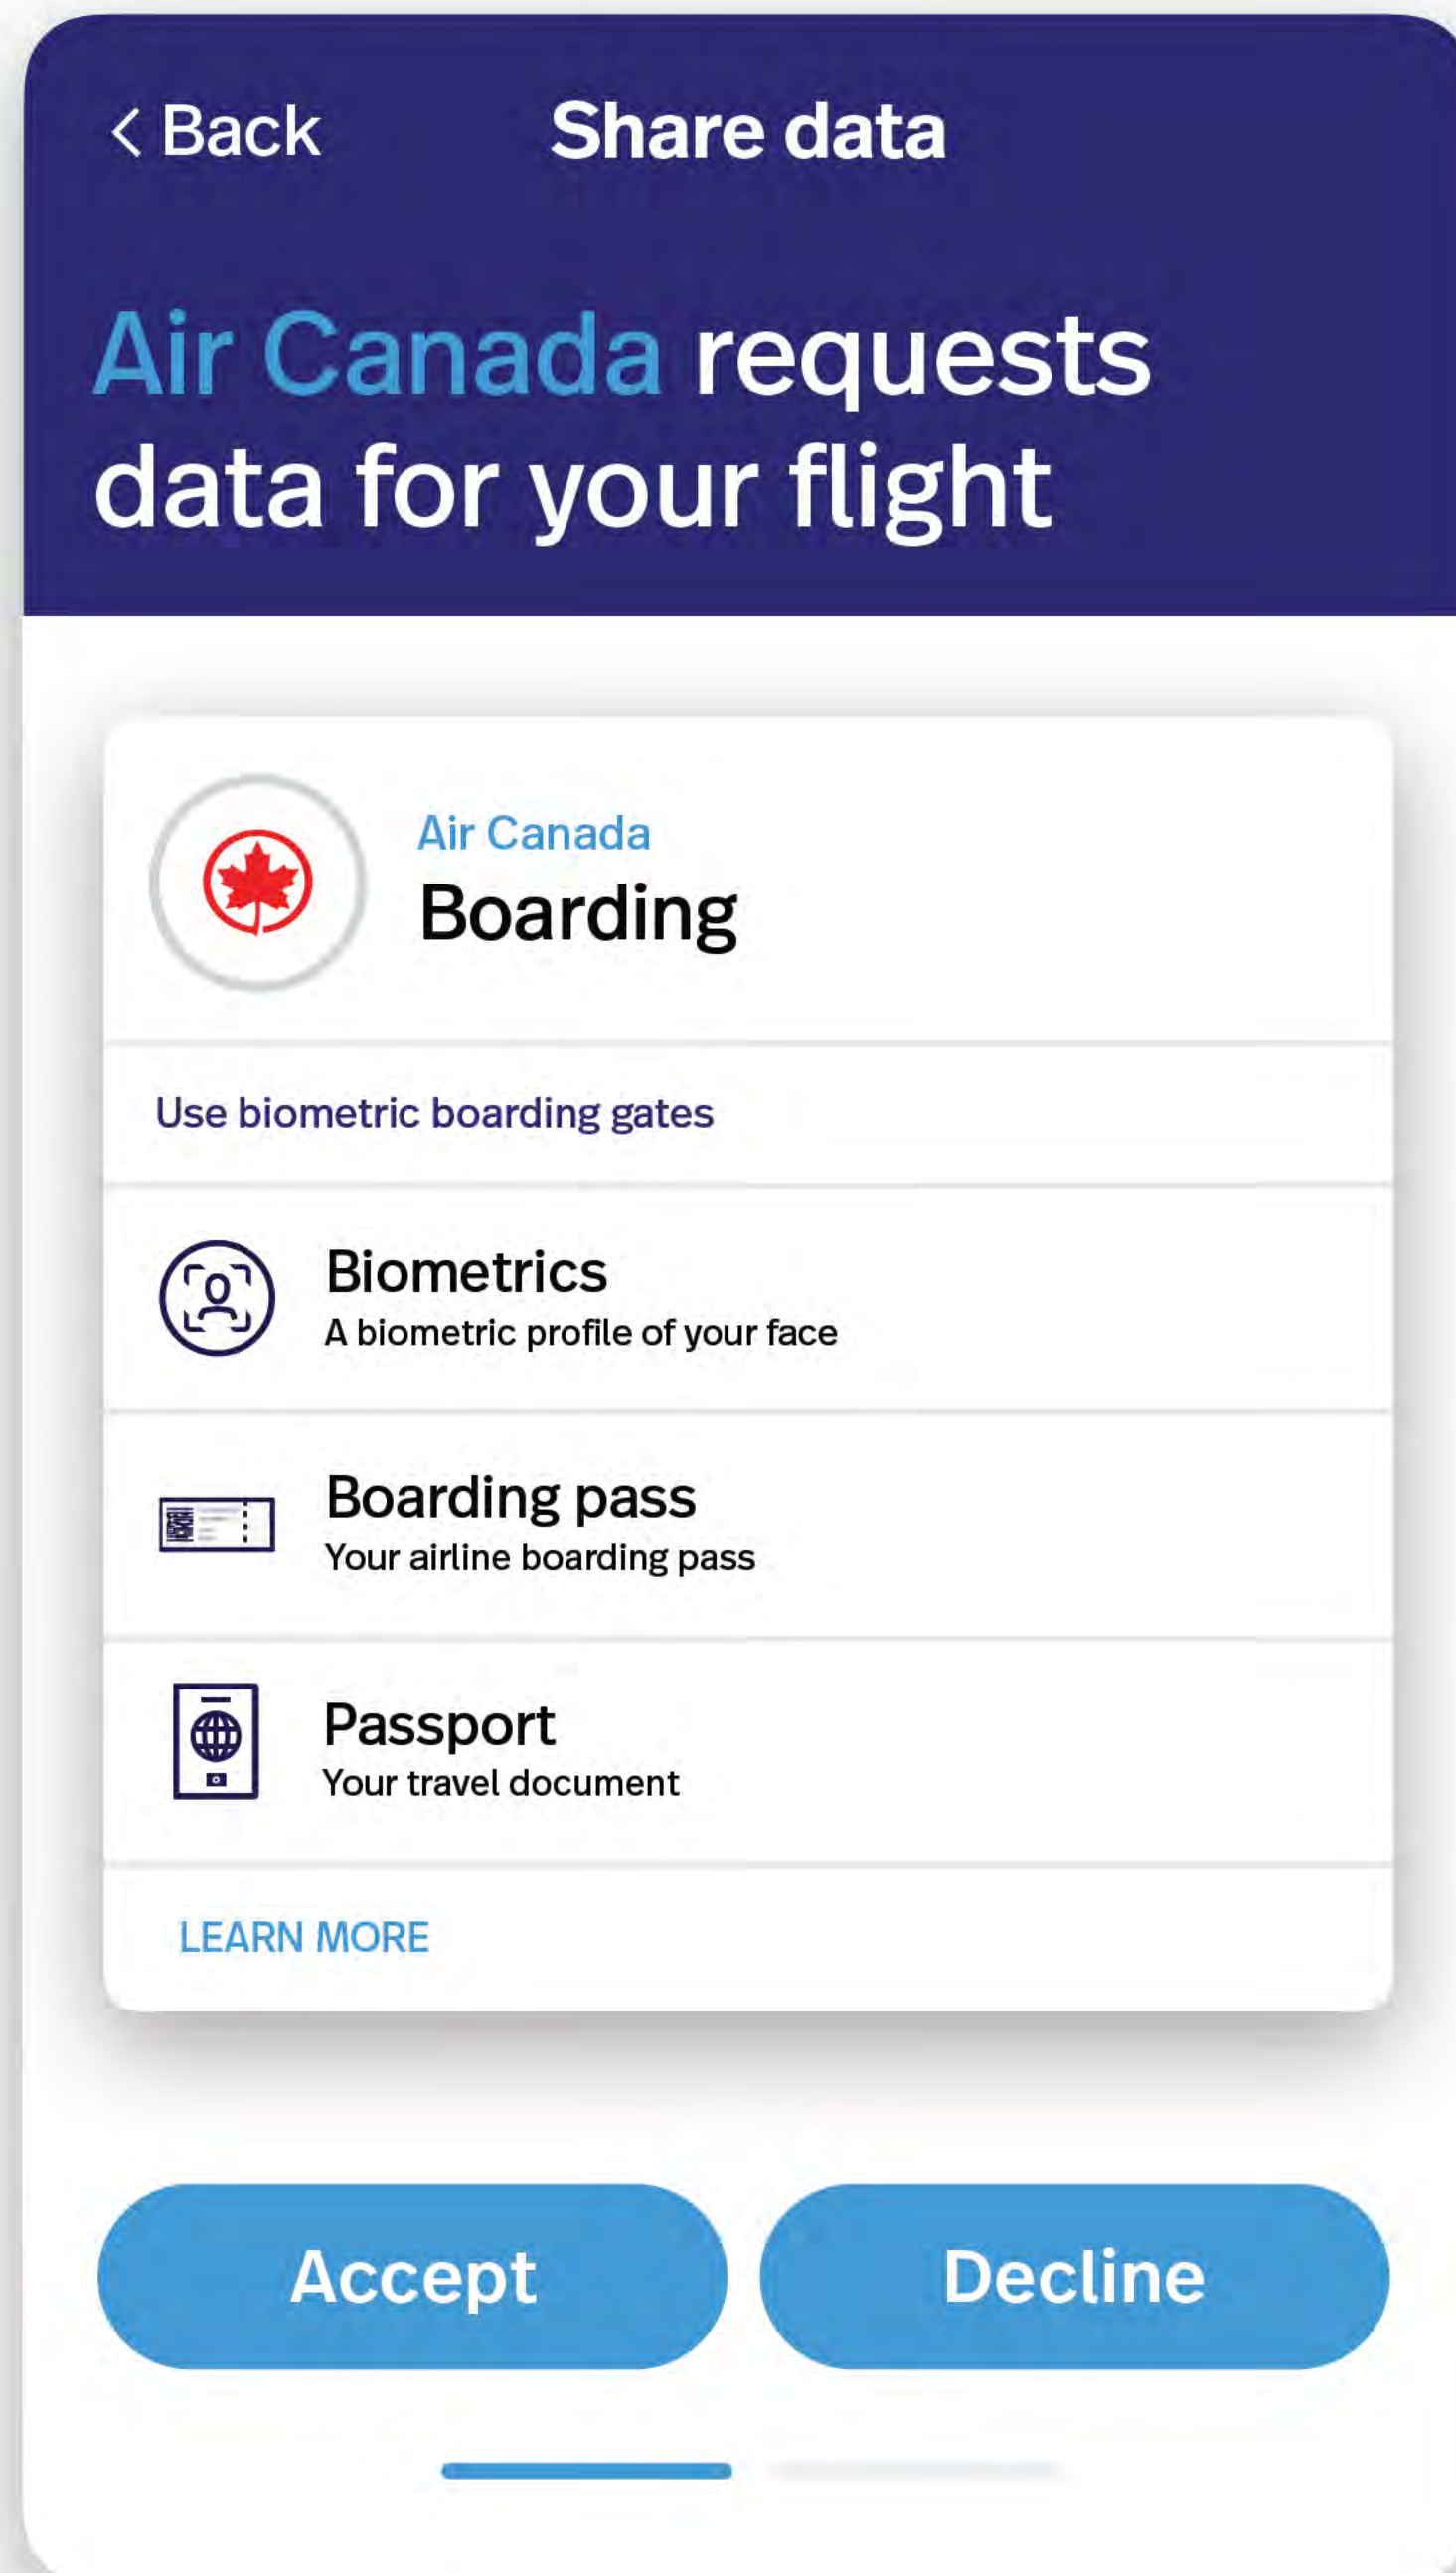 Back
Share data
Air Canada requests
data for your flight
Air Canada
Boarding
Use biometric boarding gates
Biometrics
A biometric profile of your face
Boarding pass
Your airline boarding pass
Passport
Your travel document
LEARN MORE
Accept
Decline